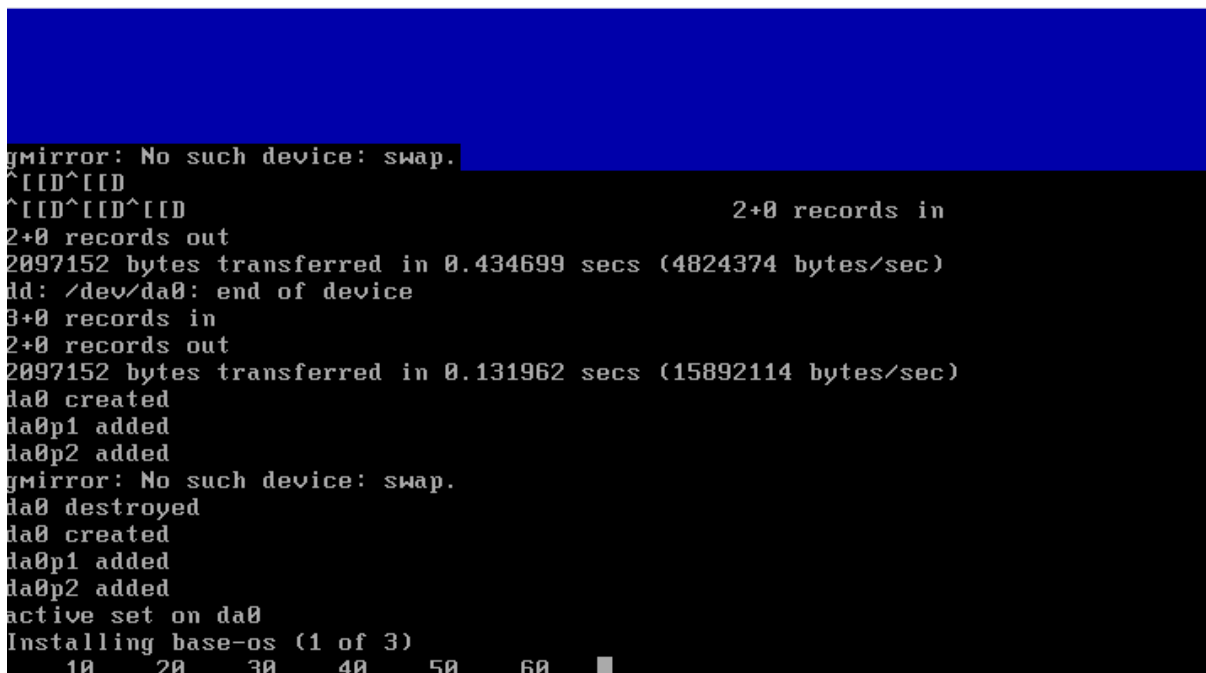 gmirror: No such device: swap.
^[[D^[[D
^[[D^[[D^[[D 2+0 records in
2+0 records out
2097152 bytes transferred in 0.434699 secs (4824374 bytes/sec)
dd: /dev/da0: end of device
3+0 records in
2+0 records out
2097152 bytes transferred in 0.131962 secs (15892114 bytes/sec)
da0 created
da0p1 added
da0p2 added
gmirror: No such device: swap.
da0 destroyed
da0 created
da0p1 added
da0p2 added
active set on da0
Installing base-os (1 of 3)
10 20 30 40 50 60